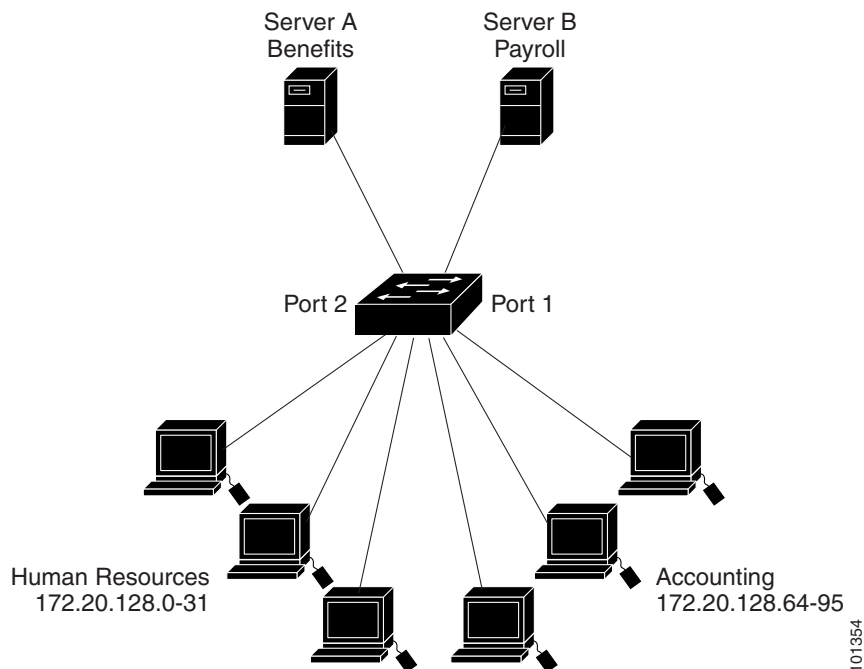 Server A
Benefits
Server B
Payroll
Port 2
Port 1
Human Resources
172.20.128.0-31
Accounting
172.20.128.64-95
101354